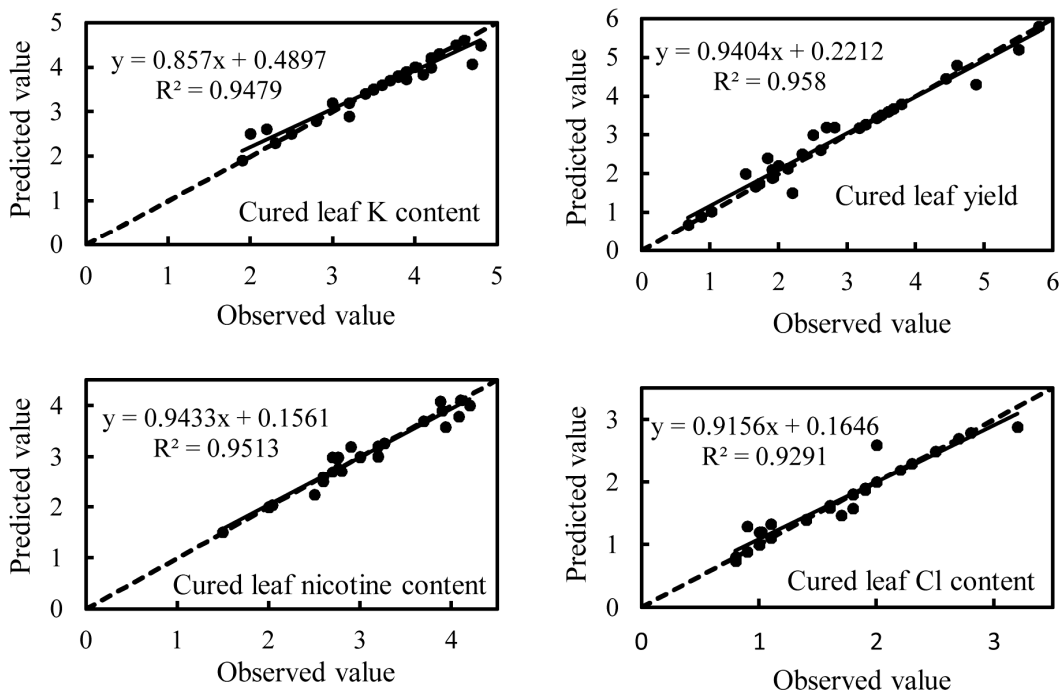 5
4
3
2
1
0
Predicted value
y = 0.857x + 0.4897
R² = 0.9479
Cured leaf K content
0 1 2 3 4 5
Observed value
6
5
4
3
2
1
0
Predicted value
y = 0.9404x + 0.2212
R² = 0.958
Cured leaf yield
0 1 2 3 4 5 6
Observed value
4
3
2
1
0
Predicted value
y = 0.9433x + 0.1561
R² = 0.9513
Cured leaf nicotine content
0 1 2 3 4
Observed value
3
2
1
0
Predicted value
y = 0.9156x + 0.1646
R² = 0.9291
Cured leaf Cl content
0 1 2 3
Observed value